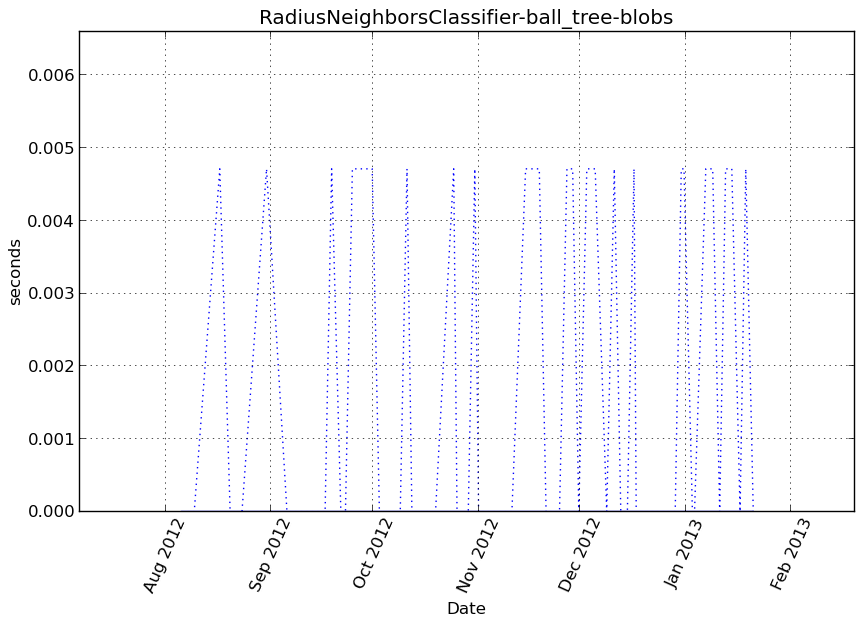 RadiusNeighborsClassifier-ball_tree-blobs
0.006
0.005
0.004
0.003
0.002
0.001
0.000
seconds
Aug 2012
Sep 2012
Oct 2012
Nov 2012
Dec 2012
Jan 2013
Feb 2013
Date